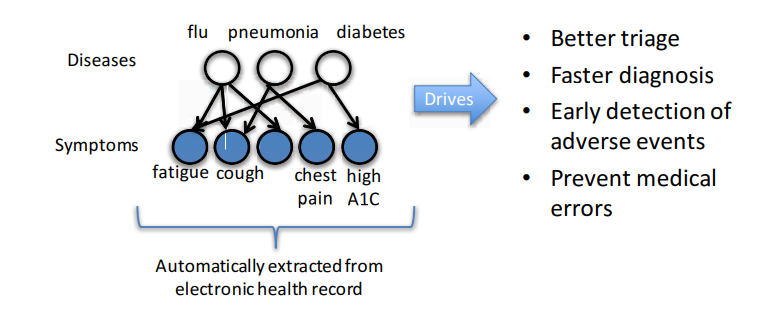 flu pneumonia diabetes
Diseases
Symptoms
fatigue cough chest pain high A1C
Automatically extracted from
electronic health record
Drives
• Better triage
• Faster diagnosis
• Early detection of
adverse events
• Prevent medical
errors